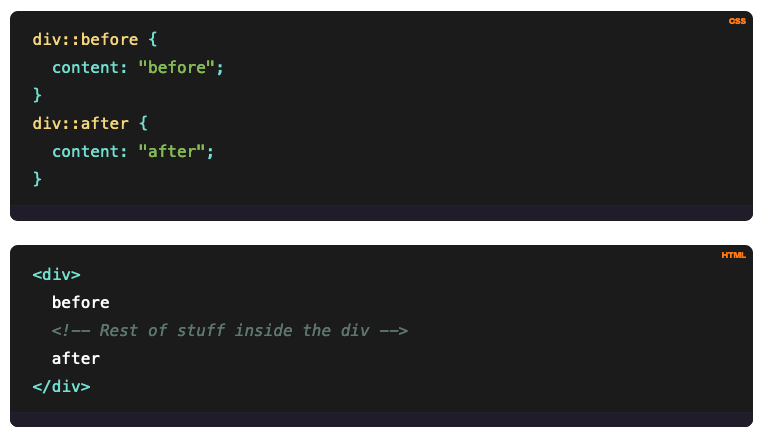 CSS
div::before {
  content: "before";
}
div::after {
  content: "after";
}
HTML
<div>
  before
  <!-- Rest of stuff inside the div -->
  after
</div>